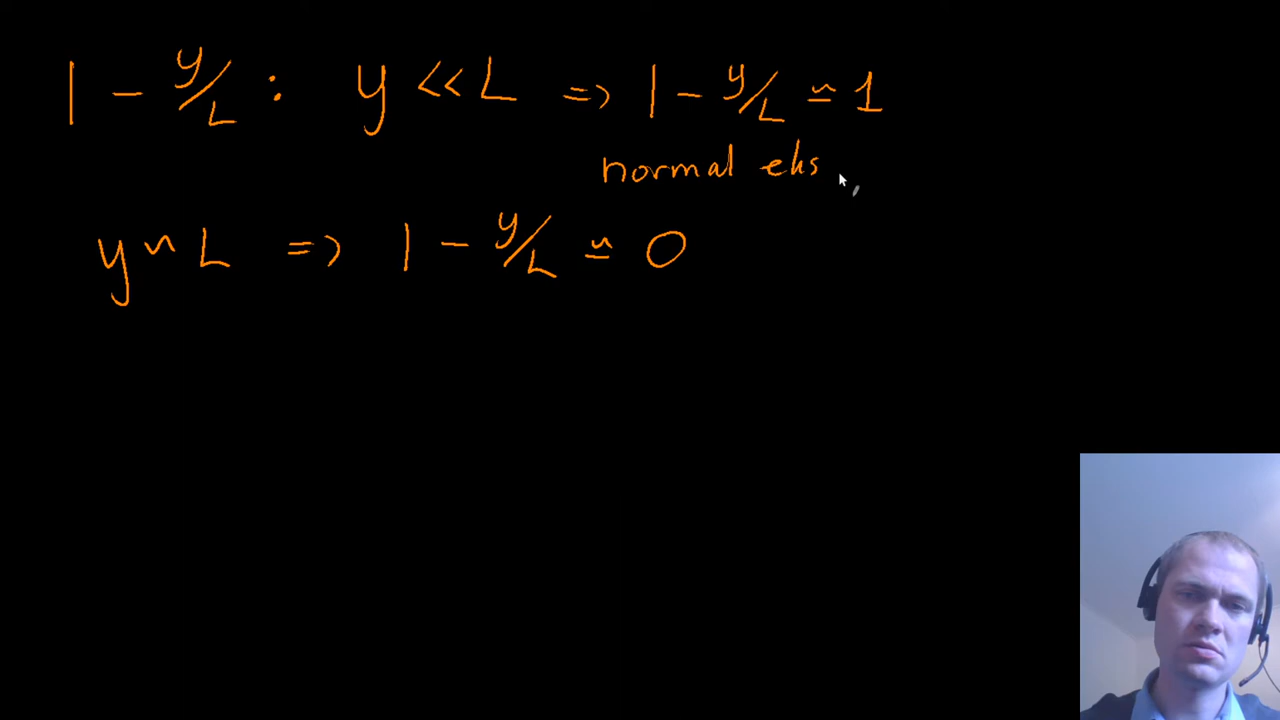 1 - y/L : y << L => 1 - y/L ≃ 1
normal eks
y ~ L => 1 - y/L ≃ 0